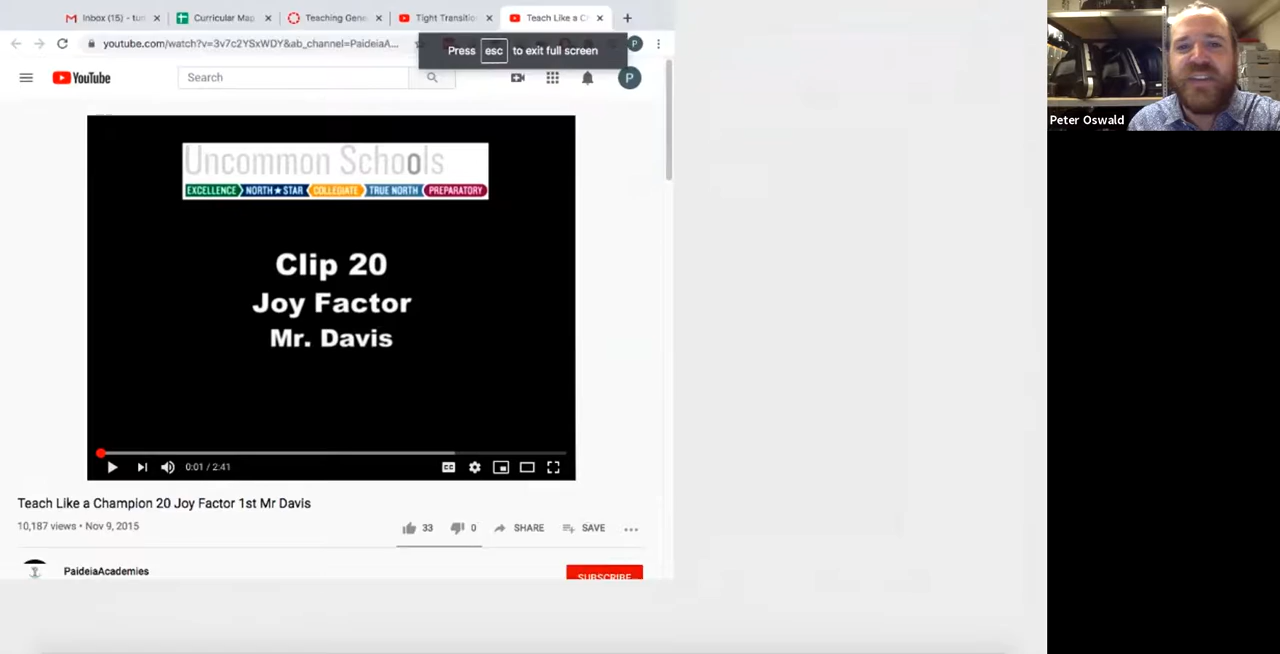 Inbox (15) - turi
Curricular Map
Teaching Gene
Tight Transitio
Teach Like a C
youtube.com/watch?v=3v7c2YSxWDY&ab_channel=PaideiaA...
P
Press esc to exit full screen
YouTube
Search
P
Peter Oswald
Uncommon Schools
EXCELLENCE NORTH★STAR COLLEGIATE TRUE NORTH PREPARATORY
Clip 20
Joy Factor
Mr. Davis
0:01 / 2:41
CC
Teach Like a Champion 20 Joy Factor 1st Mr Davis
10,187 views • Nov 9, 2015
33
0
SHARE
SAVE
PaideiaAcademies
SUBSCRIBE